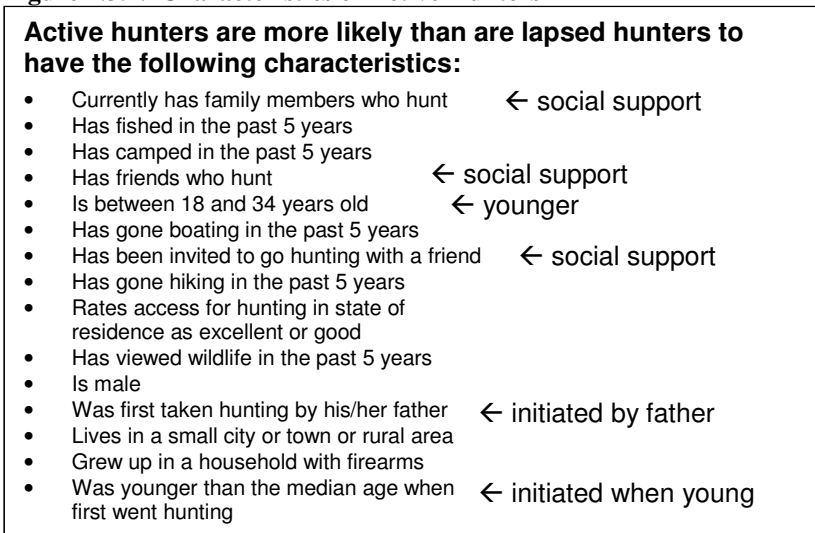 Active hunters are more likely than are lapsed hunters to
have the following characteristics:
• Currently has family members who hunt ← social support
• Has fished in the past 5 years
• Has camped in the past 5 years
• Has friends who hunt ← social support
• Is between 18 and 34 years old ← younger
• Has gone boating in the past 5 years
• Has been invited to go hunting with a friend ← social support
• Has gone hiking in the past 5 years
• Rates access for hunting in state of
residence as excellent or good
• Has viewed wildlife in the past 5 years
• Is male
• Was first taken hunting by his/her father ← initiated by father
• Lives in a small city or town or rural area
• Grew up in a household with firearms
• Was younger than the median age when ← initiated when young
first went hunting